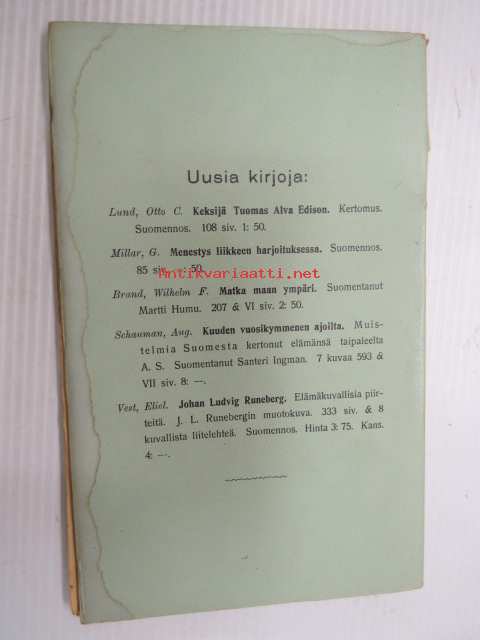 Uusia kirjoja:
Lund, Otto C. Keksijä Tuomas Alva Edison. Kertomus.
Suomennos. 108 siv. 1: 50.
Millar, G. Menestys liikkeen harjoituksessa. Suomennos.
85 siv. : 50.
Antikvariaatti.net
Brand, Wilhelm F. Matka maan ympäri. Suomentanut
Martti Humu. 207 & VI siv. 2: 50.
Schauman, Aug. Kuuden vuosikymmenen ajoilta. Muis-
telmia Suomesta kertonut elämänsä taipaleelta
A. S. Suomentanut Santeri Ingman. 7 kuvaa 593 &
VII siv. 8: —.
Vest, Eliel. Johan Ludvig Runeberg. Elämäkuvallisia piir-
teitä. J. L. Runebergin muotokuva. 333 siv. & 8
kuvallista liitelehteä. Suomennos. Hinta 3: 75. Kans.
4: —.